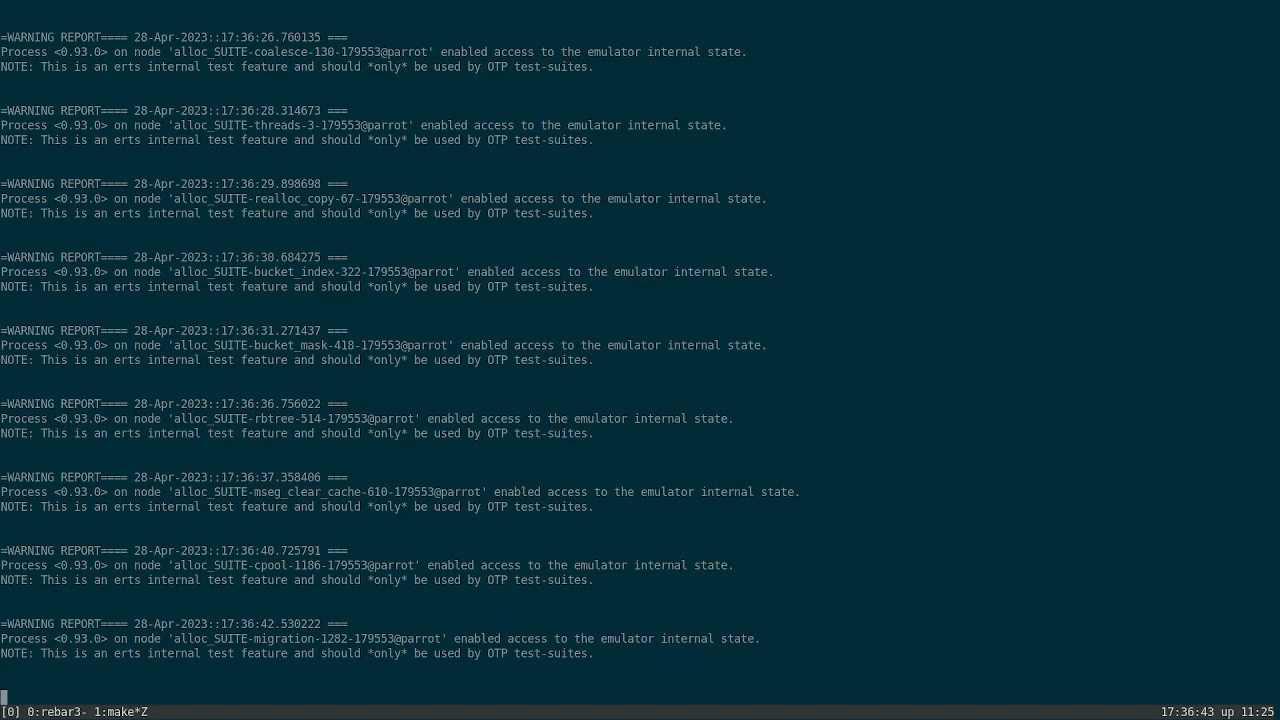 =WARNING REPORT==== 28-Apr-2023::17:36:26.760135 ===
Process <0.93.0> on node 'alloc_SUITE-coalesce-130-179553@parrot' enabled access to the emulator internal state.
NOTE: This is an erts internal test feature and should *only* be used by OTP test-suites.
=WARNING REPORT==== 28-Apr-2023::17:36:28.314673 ===
Process <0.93.0> on node 'alloc_SUITE-threads-3-179553@parrot' enabled access to the emulator internal state.
NOTE: This is an erts internal test feature and should *only* be used by OTP test-suites.
=WARNING REPORT==== 28-Apr-2023::17:36:29.898698 ===
Process <0.93.0> on node 'alloc_SUITE-realloc_copy-67-179553@parrot' enabled access to the emulator internal state.
NOTE: This is an erts internal test feature and should *only* be used by OTP test-suites.
=WARNING REPORT==== 28-Apr-2023::17:36:30.684275 ===
Process <0.93.0> on node 'alloc_SUITE-bucket_index-322-179553@parrot' enabled access to the emulator internal state.
NOTE: This is an erts internal test feature and should *only* be used by OTP test-suites.
=WARNING REPORT==== 28-Apr-2023::17:36:31.271437 ===
Process <0.93.0> on node 'alloc_SUITE-bucket_mask-418-179553@parrot' enabled access to the emulator internal state.
NOTE: This is an erts internal test feature and should *only* be used by OTP test-suites.
=WARNING REPORT==== 28-Apr-2023::17:36:36.756022 ===
Process <0.93.0> on node 'alloc_SUITE-rbtree-514-179553@parrot' enabled access to the emulator internal state.
NOTE: This is an erts internal test feature and should *only* be used by OTP test-suites.
=WARNING REPORT==== 28-Apr-2023::17:36:37.358406 ===
Process <0.93.0> on node 'alloc_SUITE-mseg_clear_cache-610-179553@parrot' enabled access to the emulator internal state.
NOTE: This is an erts internal test feature and should *only* be used by OTP test-suites.
=WARNING REPORT==== 28-Apr-2023::17:36:40.725791 ===
Process <0.93.0> on node 'alloc_SUITE-cpool-1186-179553@parrot' enabled access to the emulator internal state.
NOTE: This is an erts internal test feature and should *only* be used by OTP test-suites.
=WARNING REPORT==== 28-Apr-2023::17:36:42.530222 ===
Process <0.93.0> on node 'alloc_SUITE-migration-1282-179553@parrot' enabled access to the emulator internal state.
NOTE: This is an erts internal test feature and should *only* be used by OTP test-suites.
[0] 0:rebar3- 1:make*Z 17:36:43 up 11:25